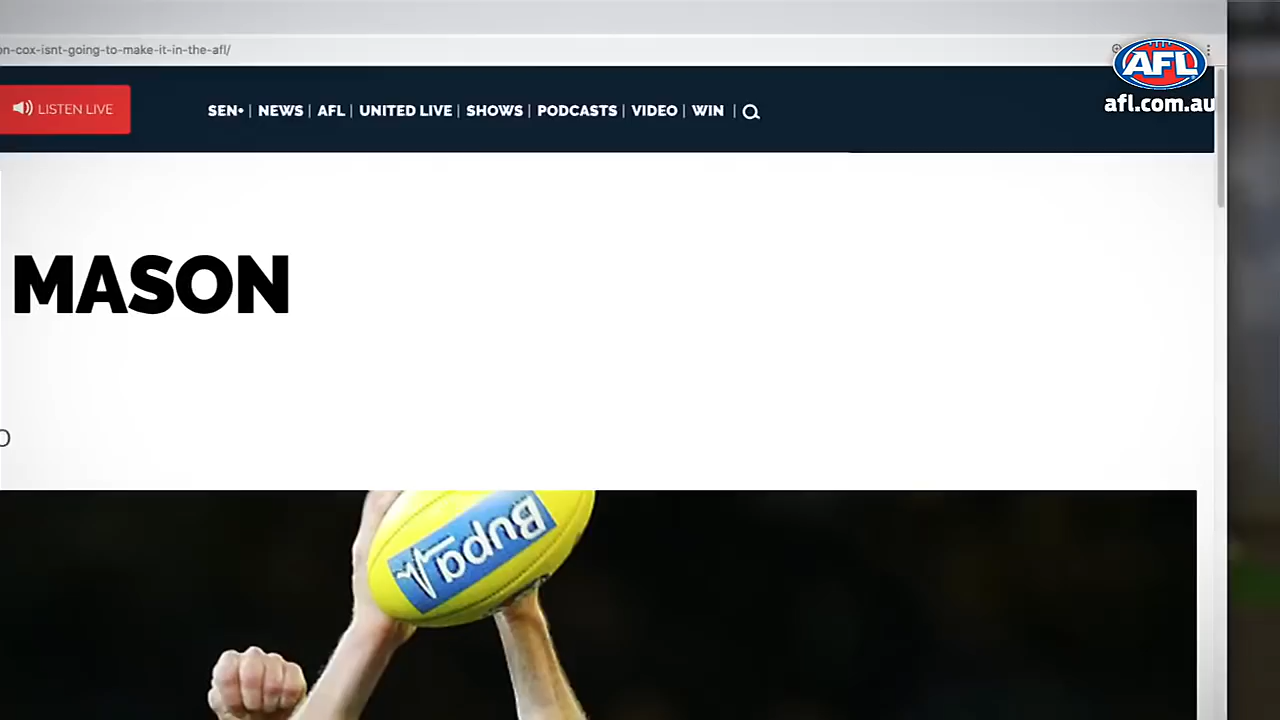 n-cox-isnt-going-to-make-it-in-the-afl/
AFL
afl.com.au
LISTEN LIVE
SEN+ | NEWS | AFL | UNITED LIVE | SHOWS | PODCASTS | VIDEO | WIN |
MASON
O
Bupa